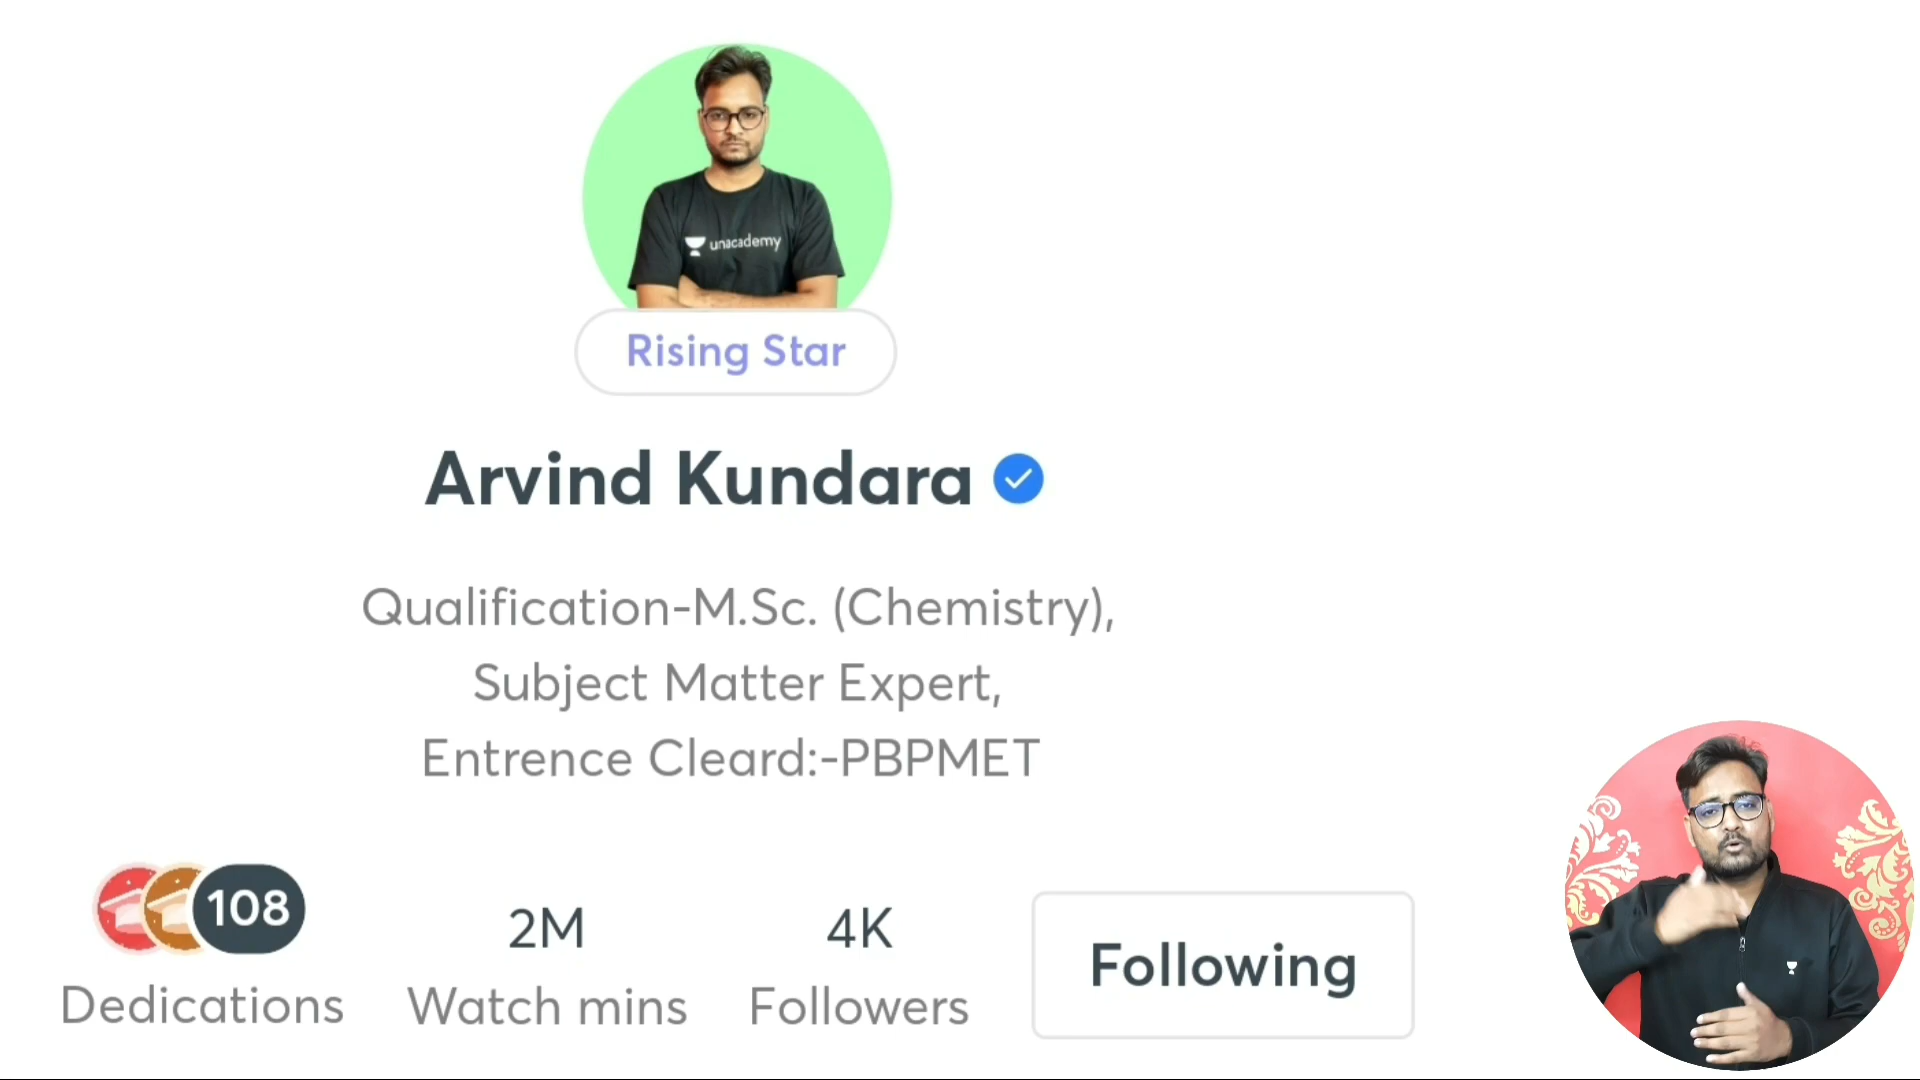 unacademy
Rising Star
Arvind Kundara
Qualification-M.Sc. (Chemistry),
Subject Matter Expert,
Entrence Cleard:-PBPMET
108
Dedications
2M
Watch mins
4K
Followers
Following